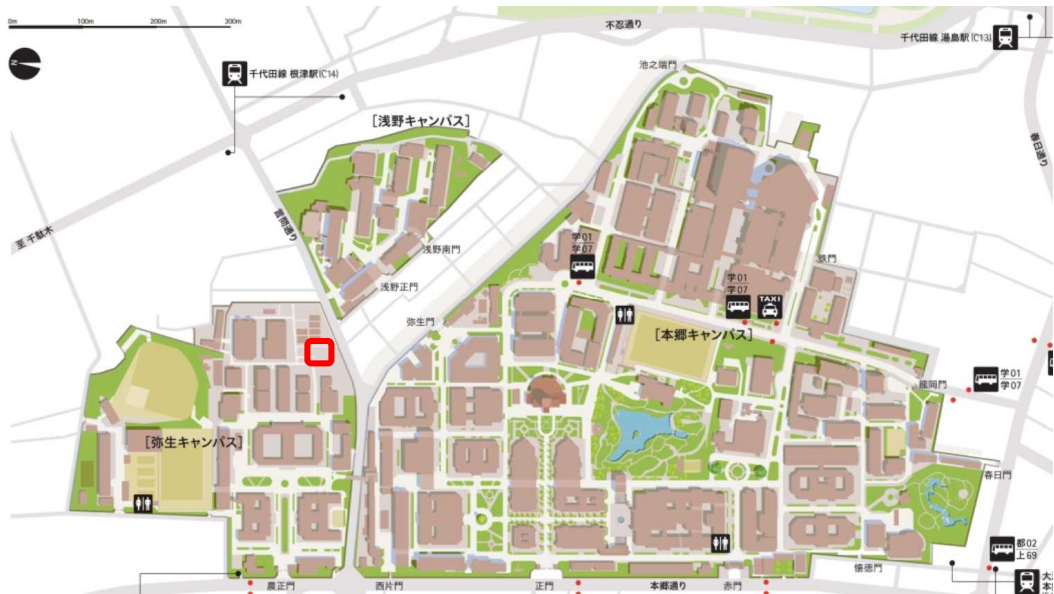 0m 100m 200m 300m
不忍通り
千代田線 湯島駅(C13)
N
千代田線 根津駅(C14)
池之端門
[浅野キャンパス]
春日通り
言問通り
至 千駄木
浅野南門
学01
学07
鉄門
浅野正門
学01
学07
TAXI
弥生門
[本郷キャンパス]
学01
学07
龍岡門
[弥生キャンパス]
春日門
都02
上69
懐徳門
農正門
西片門
正門
本郷通り
赤門